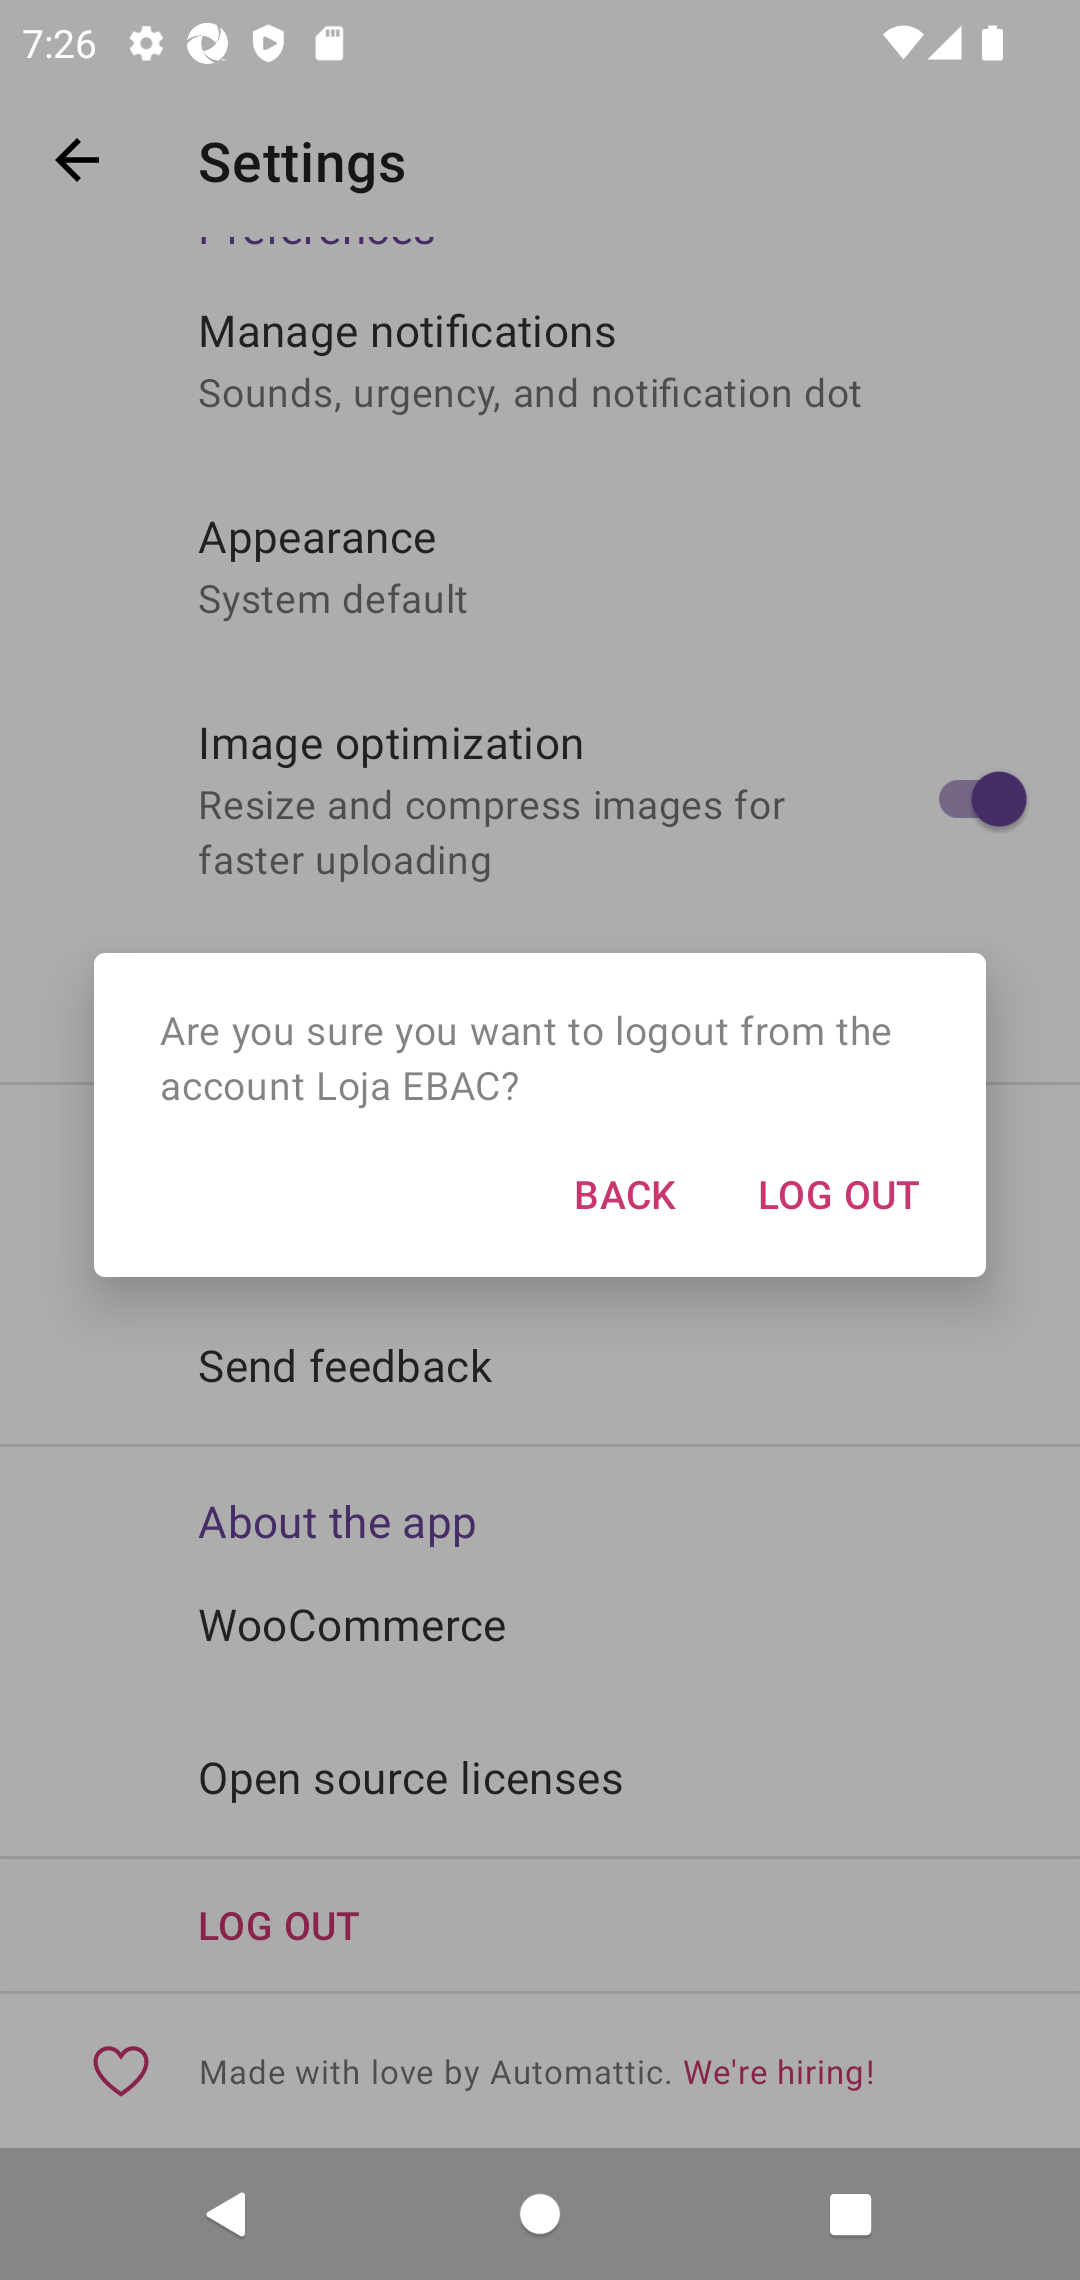 7:26
Settings
Preferences
Manage notifications
Sounds, urgency, and notification dot
Appearance
System default
Image optimization
Resize and compress images for
faster uploading
Are you sure you want to logout from the
account Loja EBAC?
BACK LOG OUT
Send feedback
About the app
WooCommerce
Open source licenses
LOG OUT
Made with love by Automattic. We're hiring!